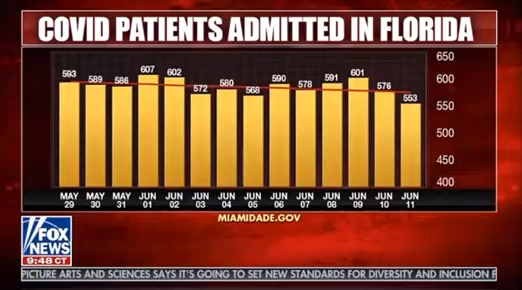 COVID PATIENTS ADMITTED IN FLORIDA
650
600
550
500
450
400
593 589 586 607 602 572 580 568 590 578 591 601 576 553
MAY 29 MAY 30 MAY 31 JUN 01 JUN 02 JUN 03 JUN 04 JUN 05 JUN 06 JUN 07 JUN 08 JUN 09 JUN 10 JUN 11
MIAMIDADE.GOV
FOX
NEWS
9:48 CT
PICTURE ARTS AND SCIENCES SAYS IT'S GOING TO SET NEW STANDARDS FOR DIVERSITY AND INCLUSION F